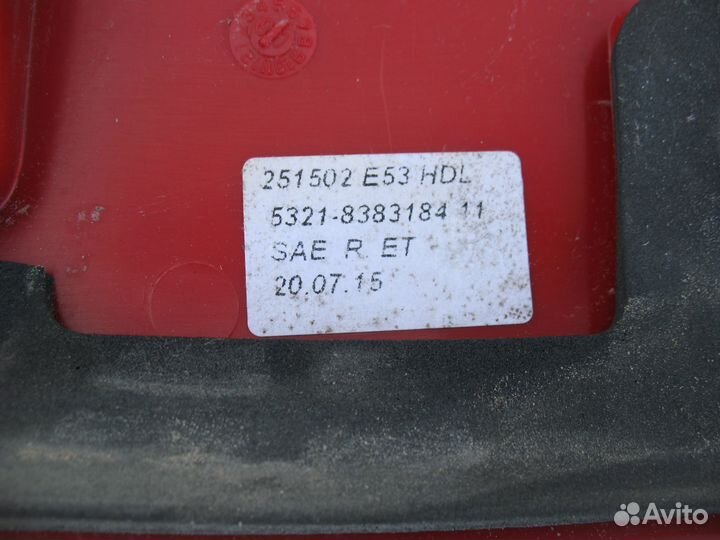 251502 E53 HDL
5321-8383184 11
SAE R ET
20.07.15
Avito